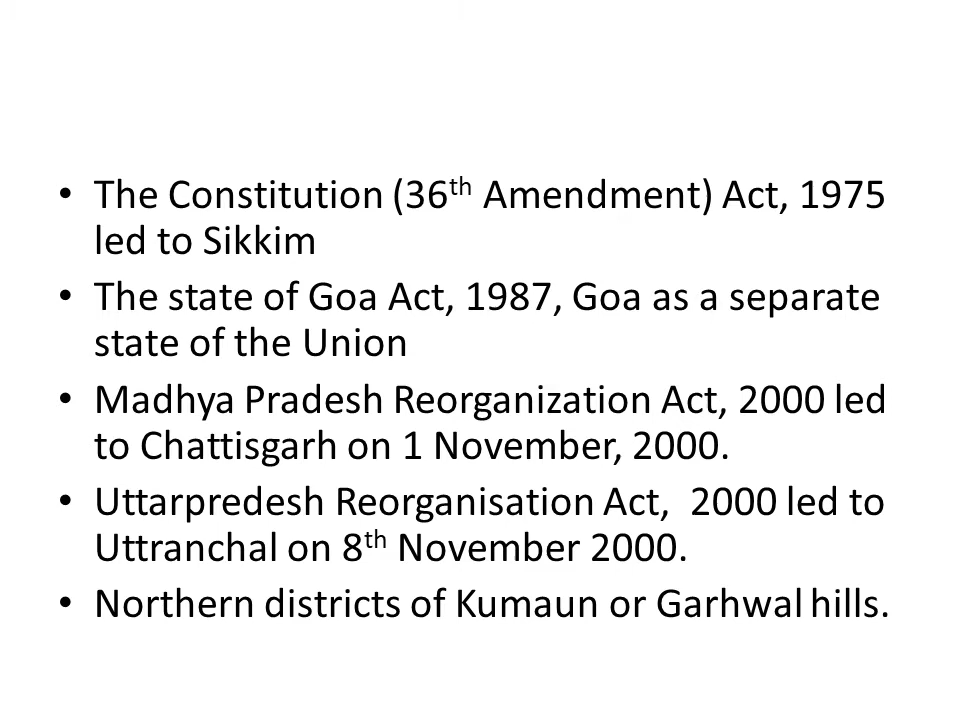 • The Constitution (36th Amendment) Act, 1975
led to Sikkim
• The state of Goa Act, 1987, Goa as a separate
state of the Union
• Madhya Pradesh Reorganization Act, 2000 led
to Chattisgarh on 1 November, 2000.
• Uttarpredesh Reorganisation Act,  2000 led to
Uttranchal on 8th November 2000.
• Northern districts of Kumaun or Garhwal hills.